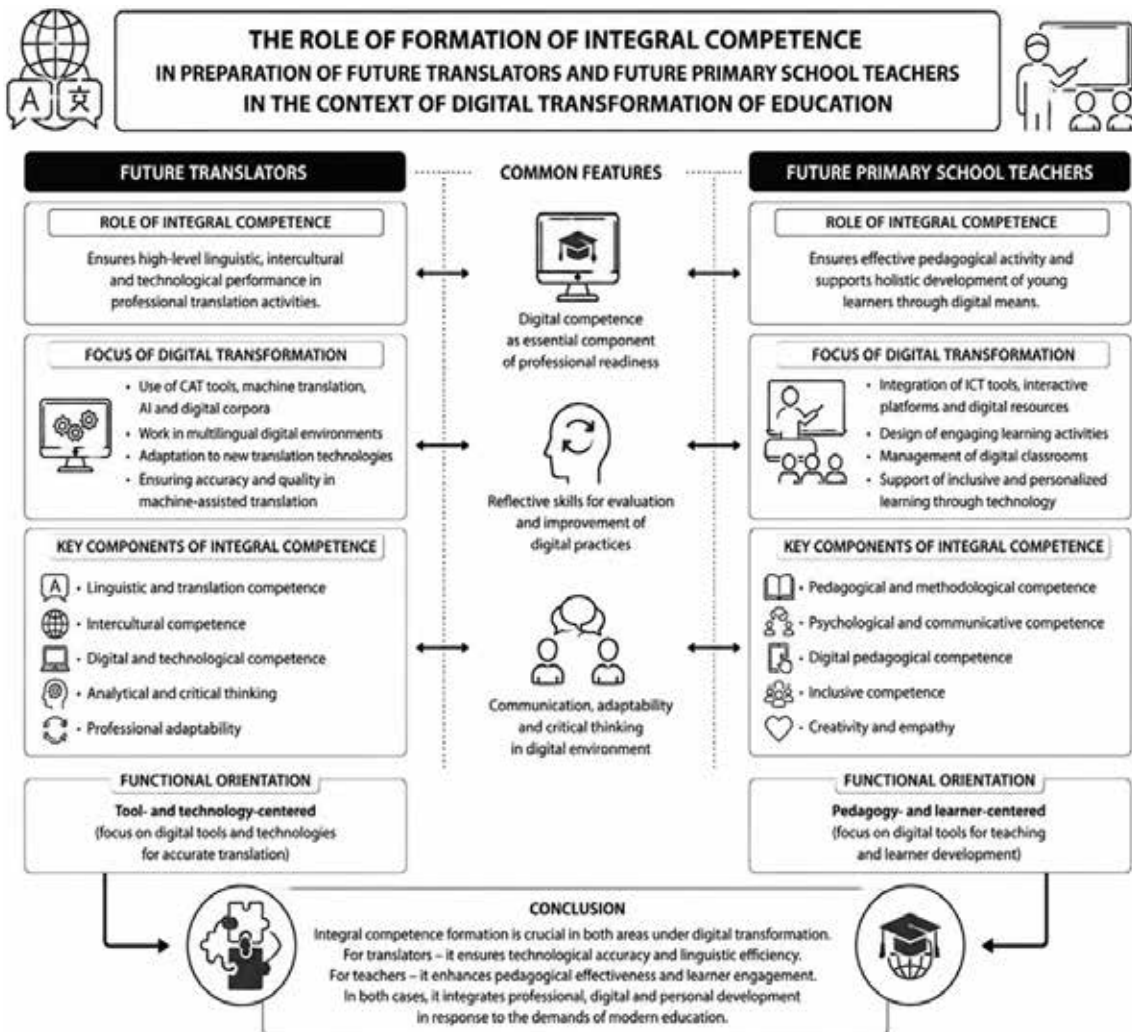 THE ROLE OF FORMATION OF INTEGRAL COMPETENCE
IN PREPARATION OF FUTURE TRANSLATORS AND FUTURE PRIMARY SCHOOL TEACHERS
IN THE CONTEXT OF DIGITAL TRANSFORMATION OF EDUCATION
A 文
FUTURE TRANSLATORS
ROLE OF INTEGRAL COMPETENCE
Ensures high-level linguistic, intercultural
and technological performance in
professional translation activities.
FOCUS OF DIGITAL TRANSFORMATION
• Use of CAT tools, machine translation,
AI and digital corpora
• Work in multilingual digital environments
• Adaptation to new translation technologies
• Ensuring accuracy and quality in
machine-assisted translation
KEY COMPONENTS OF INTEGRAL COMPETENCE
A • Linguistic and translation competence
• Intercultural competence
• Digital and technological competence
• Analytical and critical thinking
• Professional adaptability
FUNCTIONAL ORIENTATION
Tool- and technology-centered
(focus on digital tools and technologies
for accurate translation)
COMMON FEATURES
Digital competence
as essential component
of professional readiness
Reflective skills for evaluation
and improvement of
digital practices
Communication, adaptability
and critical thinking
in digital environment
FUTURE PRIMARY SCHOOL TEACHERS
ROLE OF INTEGRAL COMPETENCE
Ensures effective pedagogical activity and
supports holistic development of young
learners through digital means.
FOCUS OF DIGITAL TRANSFORMATION
• Integration of ICT tools, interactive
platforms and digital resources
• Design of engaging learning activities
• Management of digital classrooms
• Support of inclusive and personalized
learning through technology
KEY COMPONENTS OF INTEGRAL COMPETENCE
• Pedagogical and methodological competence
• Psychological and communicative competence
• Digital pedagogical competence
• Inclusive competence
• Creativity and empathy
FUNCTIONAL ORIENTATION
Pedagogy- and learner-centered
(focus on digital tools for teaching
and learner development)
CONCLUSION
Integral competence formation is crucial in both areas under digital transformation.
For translators – it ensures technological accuracy and linguistic efficiency.
For teachers – it enhances pedagogical effectiveness and learner engagement.
In both cases, it integrates professional, digital and personal development
in response to the demands of modern education.